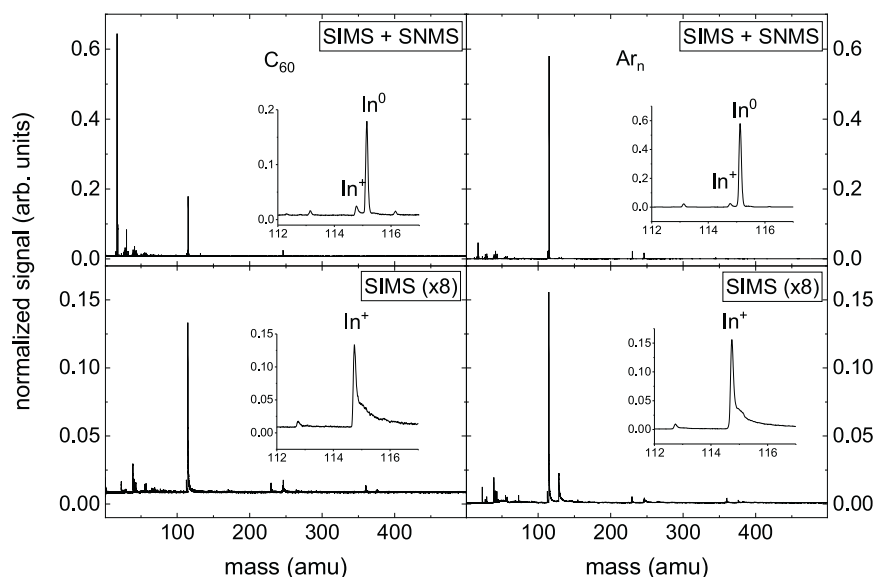 SIMS + SNMS
SIMS + SNMS
C60
Arn
0.6
0.4
0.2
0.0
0.6
0.4
0.2
0.0
In0
In+
0.2
0.1
0.0
112 114 116
In0
In+
0.6
0.4
0.2
0.0
112 114 116
normalized signal (arb. units)
SIMS (x8)
SIMS (x8)
0.15
0.10
0.05
0.00
0.15
0.10
0.05
0.00
In+
0.15
0.10
0.05
0.00
112 114 116
In+
0.15
0.10
0.05
0.00
112 114 116
100 200 300 400
100 200 300 400
mass (amu)
mass (amu)